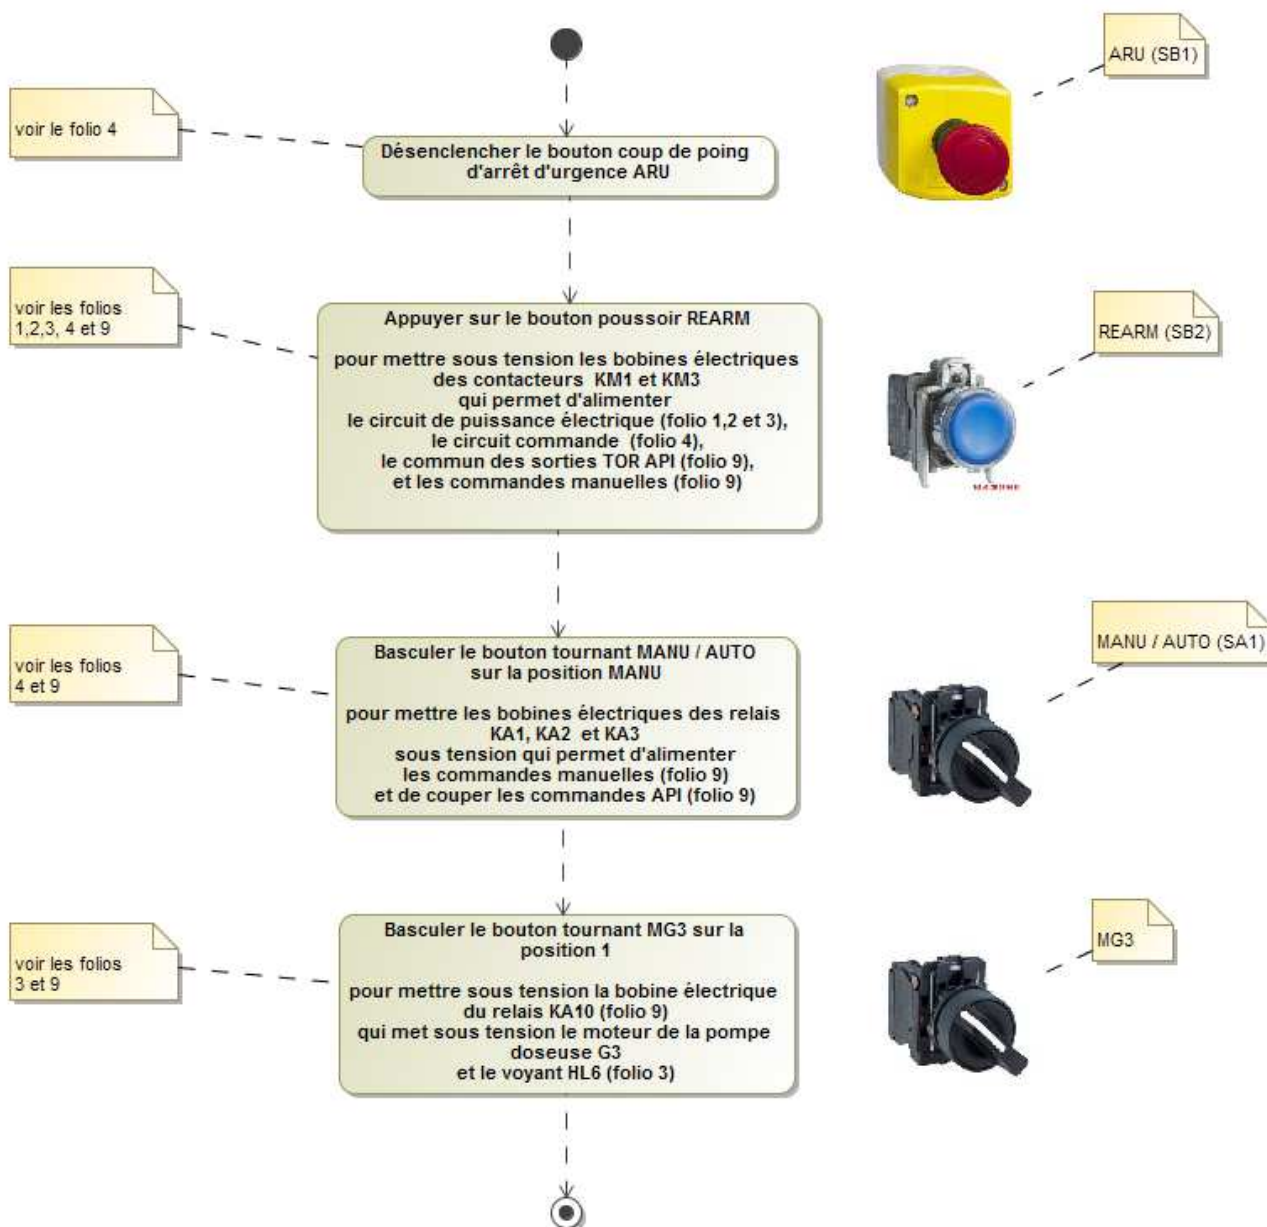 ARU (SB1)
voir le folio 4
Désenclencher le bouton coup de poing
d'arrêt d'urgence ARU
voir les folios
1,2,3, 4 et 9
Appuyer sur le bouton poussoir REARM
pour mettre sous tension les bobines électriques
des contacteurs KM1 et KM3
qui permet d'alimenter
le circuit de puissance électrique (folio 1,2 et 3),
le circuit commande (folio 4),
le commun des sorties TOR API (folio 9),
et les commandes manuelles (folio 9)
REARM (SB2)
voir les folios
4 et 9
Basculer le bouton tournant MANU / AUTO
sur la position MANU
pour mettre les bobines électriques des relais
KA1, KA2 et KA3
sous tension qui permet d'alimenter
les commandes manuelles (folio 9)
et de couper les commandes API (folio 9)
MANU / AUTO (SA1)
voir les folios
3 et 9
Basculer le bouton tournant MG3 sur la
position 1
pour mettre sous tension la bobine électrique
du relais KA10 (folio 9)
qui met sous tension le moteur de la pompe
doseuse G3
et le voyant HL6 (folio 3)
MG3